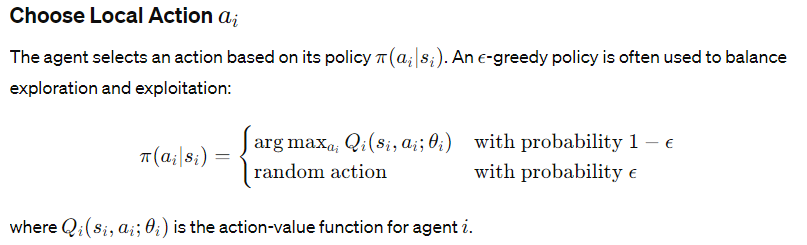 Choose Local Action $a_i$
The agent selects an action based on its policy $\pi(a_i|s_i)$. An $\epsilon$-greedy policy is often used to balance
exploration and exploitation:
$\pi(a_i|s_i) = \begin{cases} \arg\max_{a_i} Q_i(s_i, a_i; \theta_i) & \text{with probability } 1 - \epsilon \\ \text{random action} & \text{with probability } \epsilon \end{cases}$
where $Q_i(s_i, a_i; \theta_i)$ is the action-value function for agent $i$.